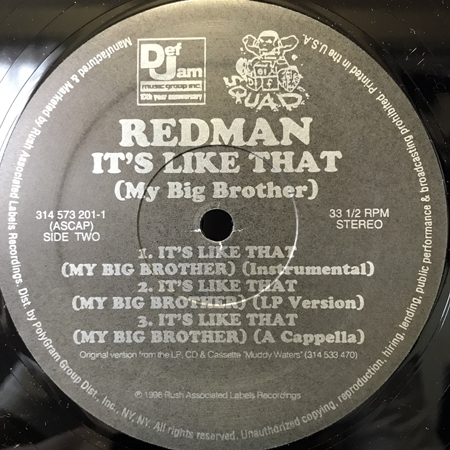 Def
Jam
music group inc.
10th year anniversary
SQUAD
REDMAN
IT'S LIKE THAT
(My Big Brother)
314 573 201-1
(ASCAP)
SIDE TWO
33 1/2 RPM
STEREO
1. IT'S LIKE THAT
(MY BIG BROTHER) (Instrumental)
2. IT'S LIKE THAT
(MY BIG BROTHER) (LP Version)
3. IT'S LIKE THAT
(MY BIG BROTHER) (A Cappella)
Original version from the LP, CD & Cassette "Muddy Waters" (314 533 470)
℗ 1996 Rush Associated Labels Recordings
Manufactured & Marketed by Rush Associated Labels Recordings. Dist. by PolyGram Group Dist., Inc., NY, NY. All rights reserved. Unauthorized copying, reproduction, hiring, lending, public performance & broadcasting prohibited. Printed in the U.S.A.